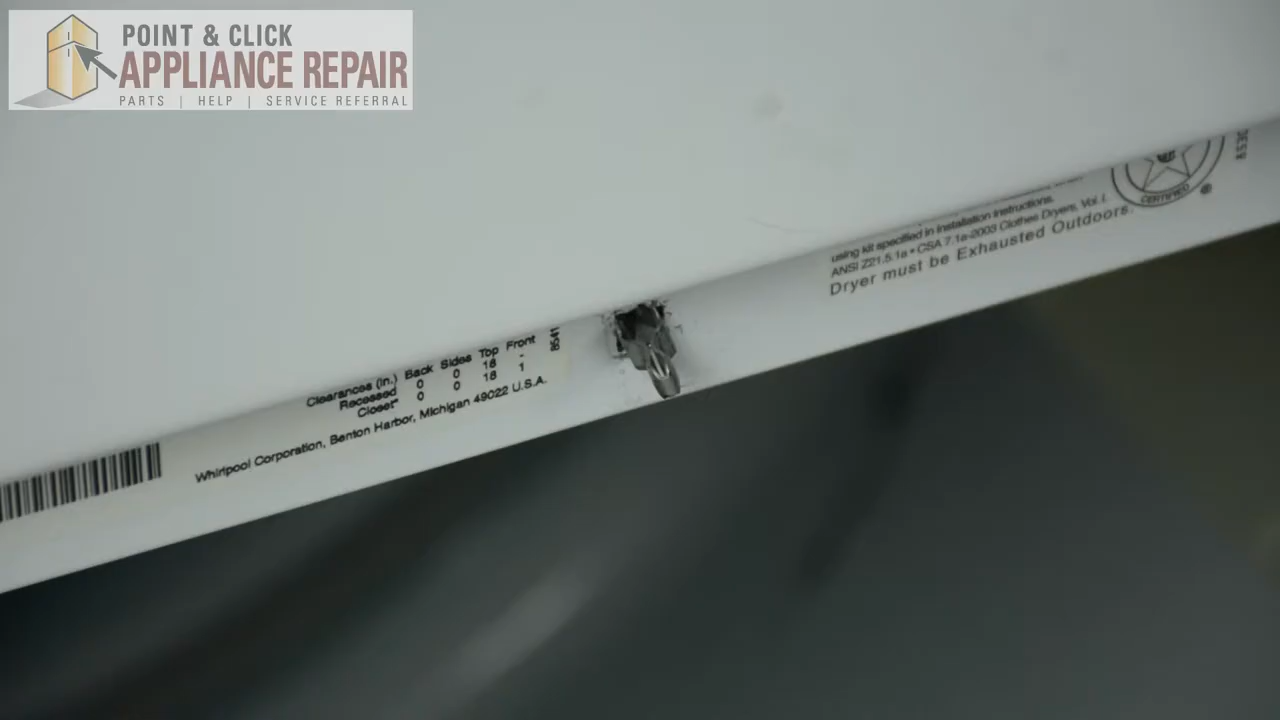 POINT & CLICK
APPLIANCE REPAIR
PARTS | HELP | SERVICE REFERRAL
using kit specified in installation instructions.
ANSI Z21.5.1a • CSA 7.1a-2003 Clothes Dryers, Vol. I.
Dryer must be Exhausted Outdoors.
CERTIFIED
®
Clearances (in.) Back Sides Top Front
Recessed 0 0 18 -
Closet* 0 0 18 1
8541
Whirlpool Corporation, Benton Harbor, Michigan 49022 U.S.A.